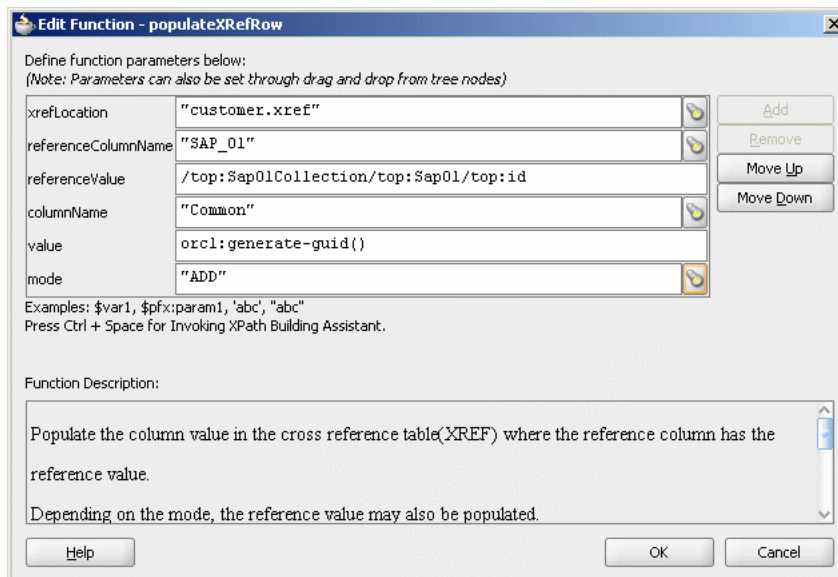 Edit Function - populateXRefRow
Define function parameters below:
(Note: Parameters can also be set through drag and drop from tree nodes)
xrefLocation "customer.xref"
referenceColumnName "SAP_01"
referenceValue /top:Sap01Collection/top:Sap01/top:id
columnName "Common"
value orcl:generate-guid()
mode "ADD"
Add
Remove
Move Up
Move Down
Examples: $var1, $pfx:param1, 'abc', "abc"
Press Ctrl + Space for Invoking XPath Building Assistant.
Function Description:
Populate the column value in the cross reference table(XREF) where the reference column has the
reference value.
Depending on the mode, the reference value may also be populated.
Help OK Cancel